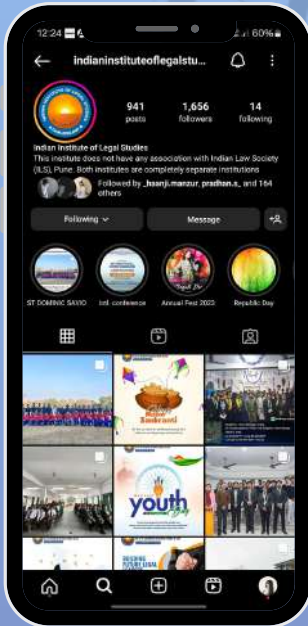 12:24
60%
indianinstituteoflegalstu...
941 1,656 14
posts followers following
Indian Institute of Legal Studies
This institute does not have any association with Indian Law Society
(ILS), Pune. Both institutes are completely separate institutions
Followed by _haanji.manzur, pradhan.s_ and 164
others
Following Message
ST DOMINIC SAVIO Intl. conference Annual Fest 2023 Republic Day
Makar
Sankranti
youth
Day